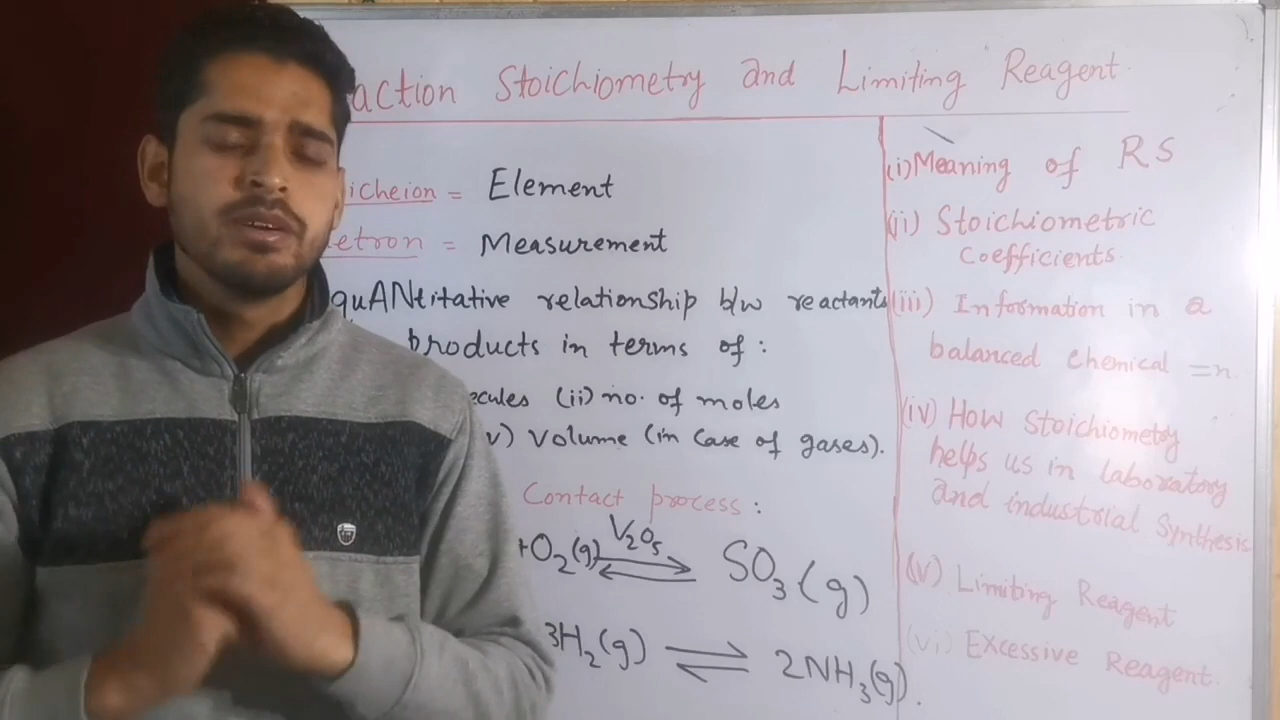 action Stoichiometry and Limiting Reagent
icheion = Element
etron = Measurement
quANtitative relationship b/w reactants
products in terms of :
ecules (ii) no. of moles
v) Volume (in case of gases).
Contact process :
+O₂(g) V₂O₅ ⇌ SO₃(g)
3H₂(g) ⇌ 2NH₃(g).
(i) Meaning of RS
(ii) Stoichiometric
coefficients.
(iii) Information in a
balanced chemical =n.
(iv) How Stoichiometry
helps us in laboratory
and industrial Synthesis
(v) Limiting Reagent
(vi) Excessive Reagent.